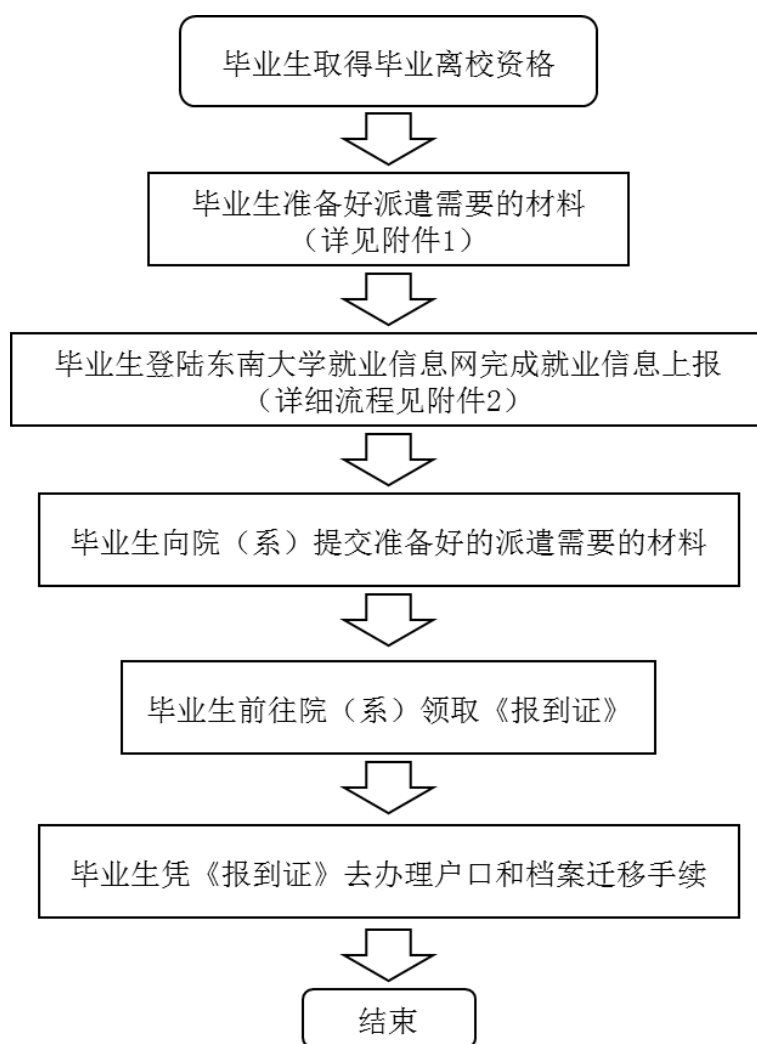 毕业生取得毕业离校资格
毕业生准备好派遣需要的材料
（详见附件1）
毕业生登陆东南大学就业信息网完成就业信息上报
（详细流程见附件2）
毕业生向院（系）提交准备好的派遣需要的材料
毕业生前往院（系）领取《报到证》
毕业生凭《报到证》去办理户口和档案迁移手续
结束